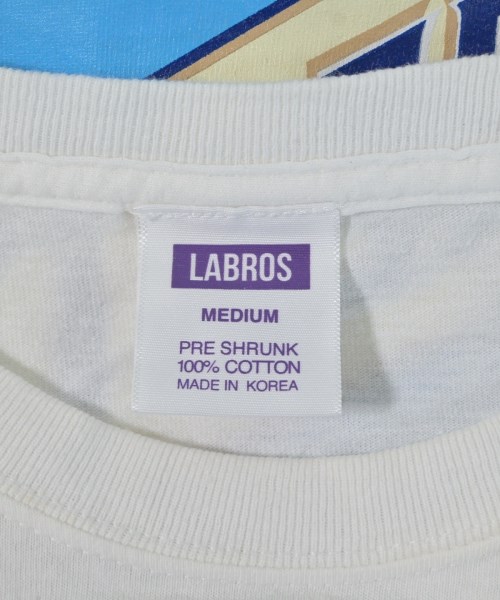 LABROS
MEDIUM
PRE SHRUNK
100% COTTON
MADE IN KOREA